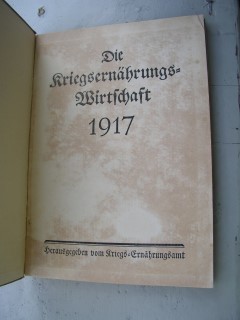 Die
Kriegsernährungs-
Wirtſchaft
1917
Herausgegeben vom Kriegs-Ernährungsamt